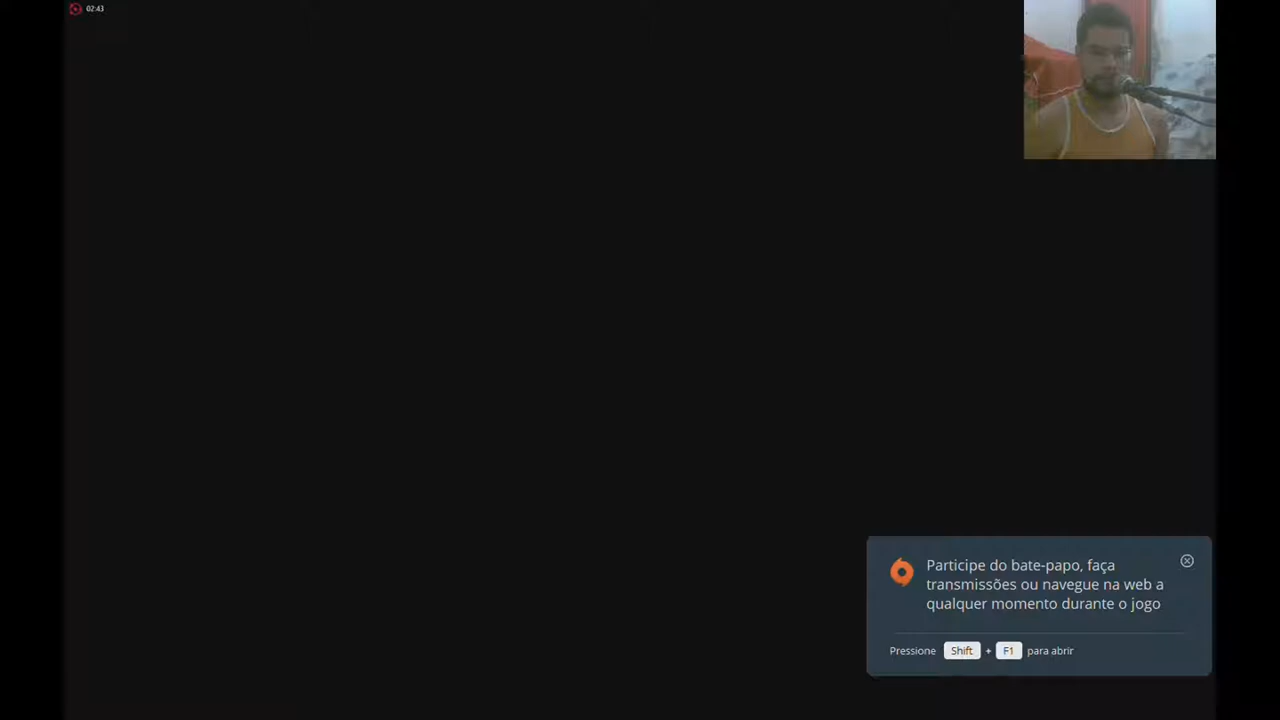 02:43
Participe do bate-papo, faça
transmissões ou navegue na web a
qualquer momento durante o jogo
Pressione Shift + F1 para abrir